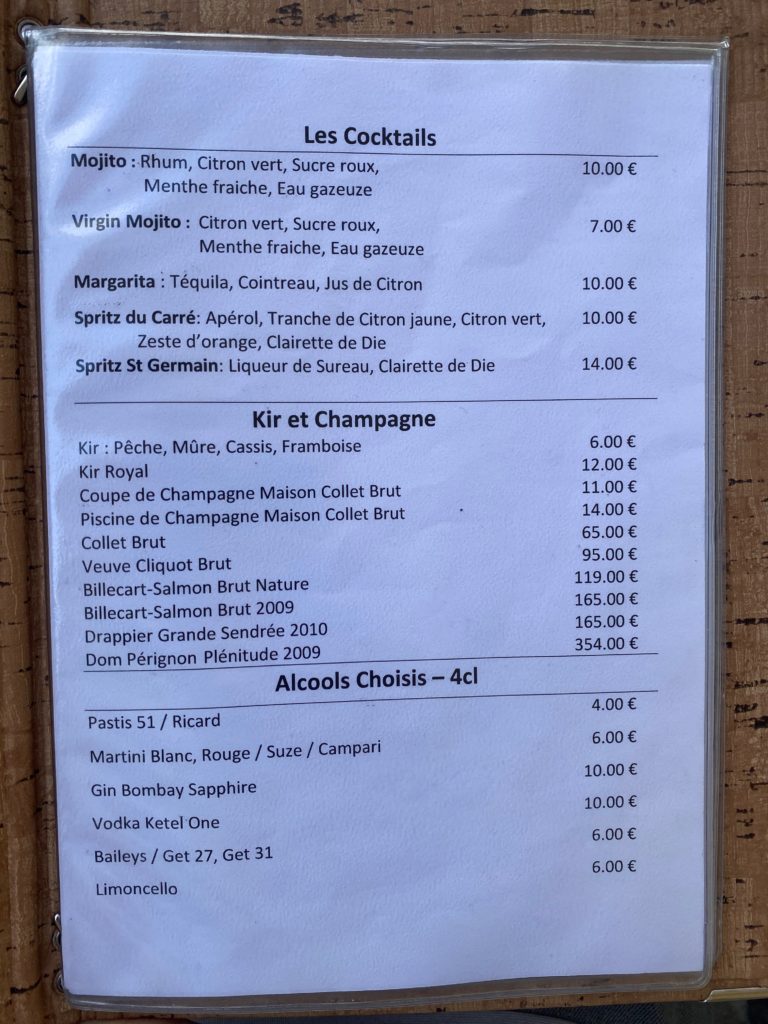 Les Cocktails
Mojito : Rhum, Citron vert, Sucre roux, 10.00 €
Menthe fraiche, Eau gazeuze
Virgin Mojito : Citron vert, Sucre roux, 7.00 €
Menthe fraiche, Eau gazeuze
Margarita : Téquila, Cointreau, Jus de Citron 10.00 €
Spritz du Carré: Apérol, Tranche de Citron jaune, Citron vert, 10.00 €
Zeste d'orange, Clairette de Die
Spritz St Germain: Liqueur de Sureau, Clairette de Die 14.00 €
Kir et Champagne
Kir : Pêche, Mûre, Cassis, Framboise 6.00 €
Kir Royal 12.00 €
Coupe de Champagne Maison Collet Brut 11.00 €
Piscine de Champagne Maison Collet Brut 14.00 €
Collet Brut 65.00 €
Veuve Cliquot Brut 95.00 €
Billecart-Salmon Brut Nature 119.00 €
Billecart-Salmon Brut 2009 165.00 €
Drappier Grande Sendrée 2010 165.00 €
Dom Pérignon Plénitude 2009 354.00 €
Alcools Choisis – 4cl
Pastis 51 / Ricard 4.00 €
Martini Blanc, Rouge / Suze / Campari 6.00 €
Gin Bombay Sapphire 10.00 €
Vodka Ketel One 10.00 €
Baileys / Get 27, Get 31 6.00 €
Limoncello 6.00 €